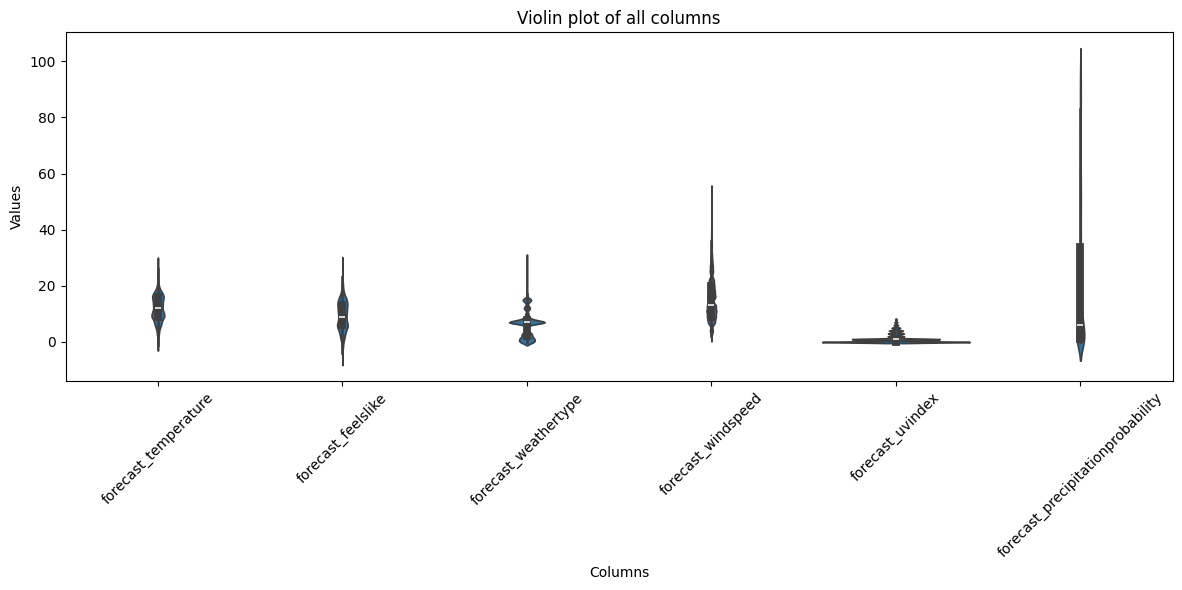 Violin plot of all columns
Values
100
80
60
40
20
0
forecast_temperature
forecast_feelslike
forecast_weathertype
forecast_windspeed
forecast_uvindex
forecast_precipitationprobability
Columns